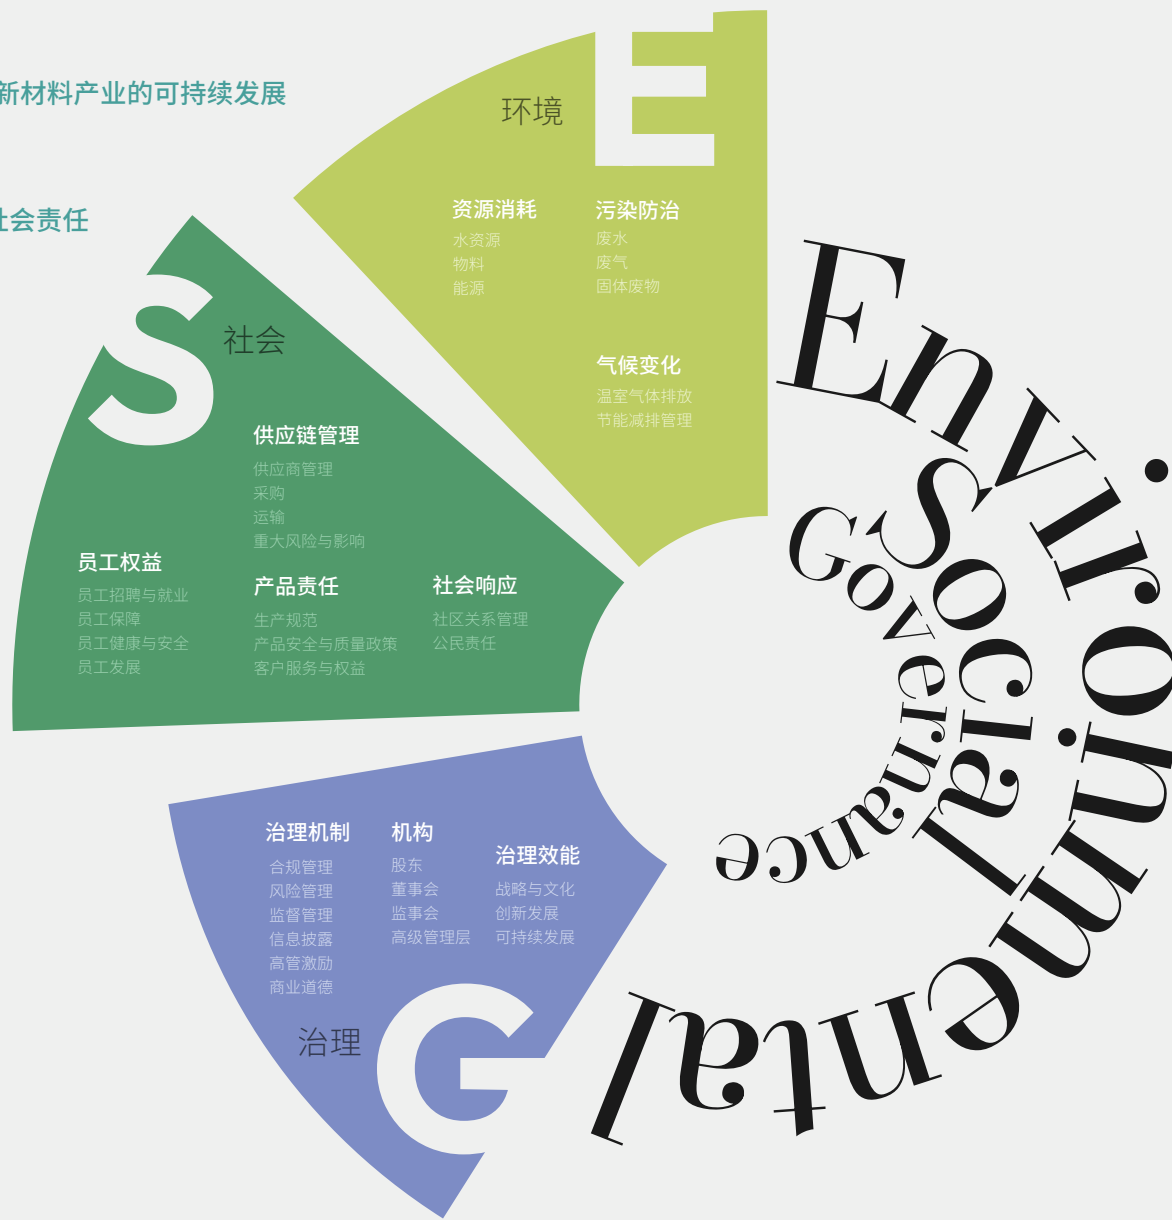 新材料产业的可持续发展
社会责任
E
环境
资源消耗
水资源
物料
能源
污染防治
废水
废气
固体废物
气候变化
温室气体排放
节能减排管理
S
社会
供应链管理
供应商管理
采购
运输
重大风险与影响
员工权益
员工招聘与就业
员工保障
员工健康与安全
员工发展
产品责任
生产规范
产品安全与质量政策
客户服务与权益
社会响应
社区关系管理
公民责任
治理机制
合规管理
风险管理
监督管理
信息披露
高管激励
商业道德
机构
股东
董事会
监事会
高级管理层
治理效能
战略与文化
创新发展
可持续发展
治理
G
Environmental
Social
Governance